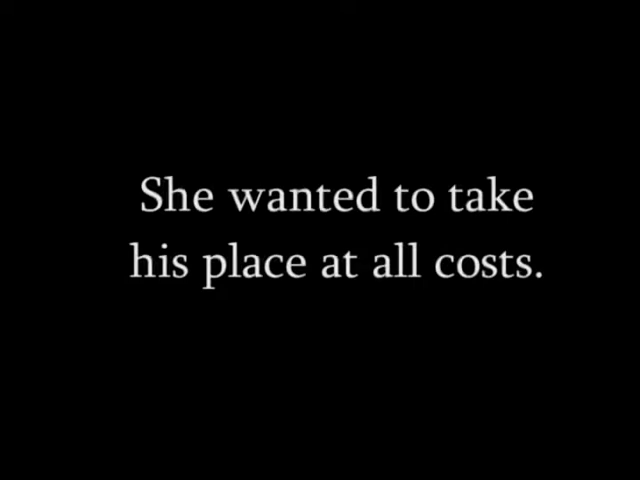 She wanted to take
his place at all costs.